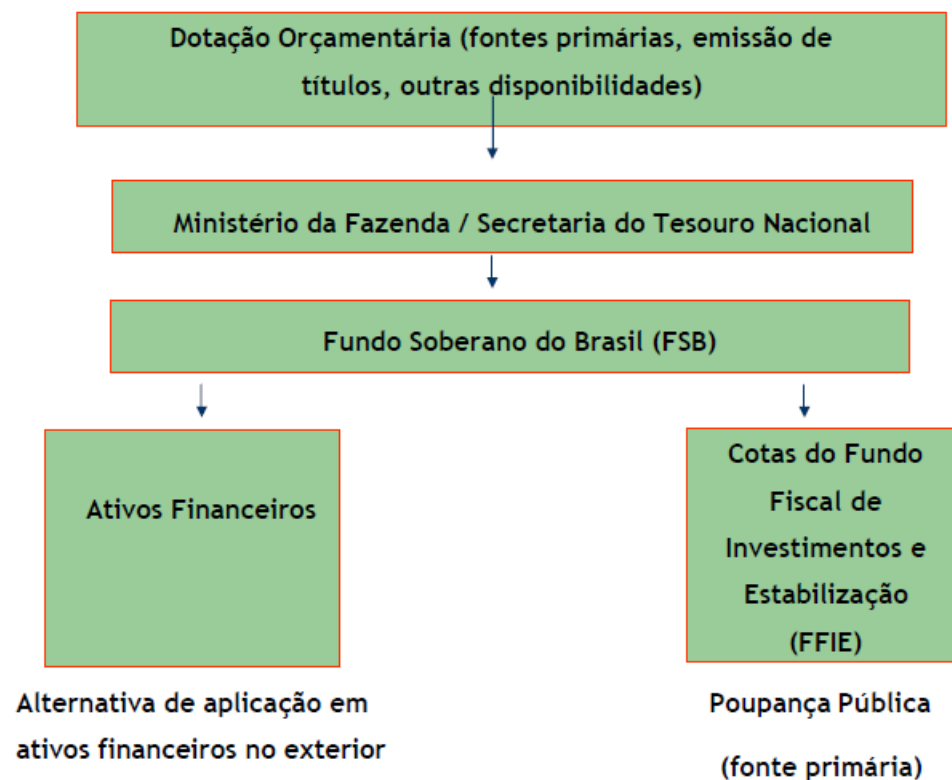 Dotação Orçamentária (fontes primárias, emissão de
títulos, outras disponibilidades)
Ministério da Fazenda / Secretaria do Tesouro Nacional
Fundo Soberano do Brasil (FSB)
Ativos Financeiros
Cotas do Fundo
Fiscal de
Investimentos e
Estabilização
(FFIE)
Alternativa de aplicação em
ativos financeiros no exterior
Poupança Pública
(fonte primária)